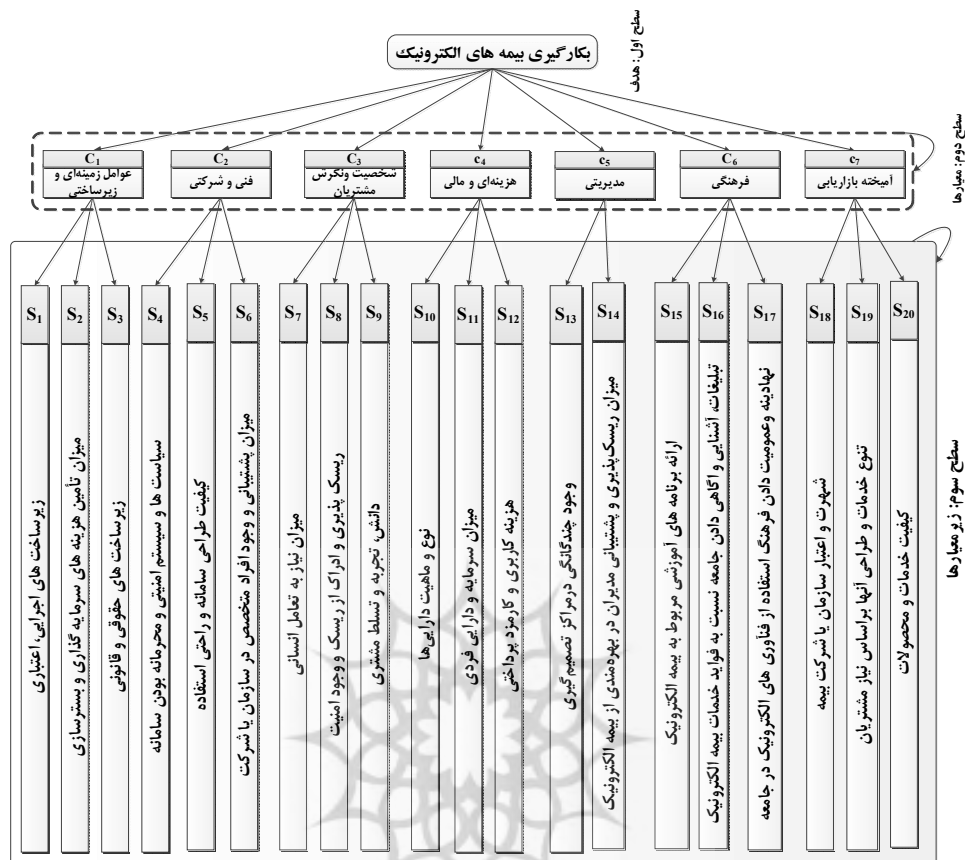 سطح اول: هدف
بکارگیری بیمه های الکترونیک
سطح دوم: معیارها
C1
عوامل زمینه‌ای و
زیرساختی
C2
فنی و شرکتی
C3
شخصیت ونگرش
مشتریان
c4
هزینه‌ای و مالی
c5
مدیریتی
C6
فرهنگی
c7
آمیخته بازاریابی
سطح سوم: زیر معیارها
S1
زیرساخت های اجرایی، اعتباری
S2
میزان تأمین هزینه های سرمایه گذاری و بسترسازی
S3
زیرساخت های حقوقی و قانونی
S4
سیاست ها و سیستم امنیتی و محرمانه بودن سامانه
S5
کیفیت طراحی سامانه و راحتی استفاده
S6
میزان پشتیبانی و وجود افراد متخصص در سازمان یا شرکت
S7
میزان نیاز به تعامل انسانی
S8
ریسک پذیری و ادراک از ریسک و وجود امنیت
S9
دانش، تجربه و تسلط مشتری
S10
نوع و ماهیت دارایی‌ها
S11
میزان سرمایه و دارایی فردی
S12
هزینه کاربری و کارمزد پرداختی
S13
وجود چندگانگی درمراکز تصمیم‌گیری
S14
میزان ریسک‌پذیری و پشتیبانی مدیران در بهره‌مندی از بیمه الکترونیک
S15
ارائه برنامه های آموزشی مربوط به بیمه الکترونیک
S16
تبلیغات، آشنایی و اگاهی دادن جامعه نسبت به فواید خدمات بیمه الکترونیک
S17
نهادینه وعمومیت دادن فرهنگ استفاده از فنآوری های الکترونیک در جامعه
S18
شهرت و اعتبار سازمان یا شرکت بیمه
S19
تنوع خدمات و طراحی آنها براساس نیاز مشتریان
S20
کیفیت خدمات و محصولات